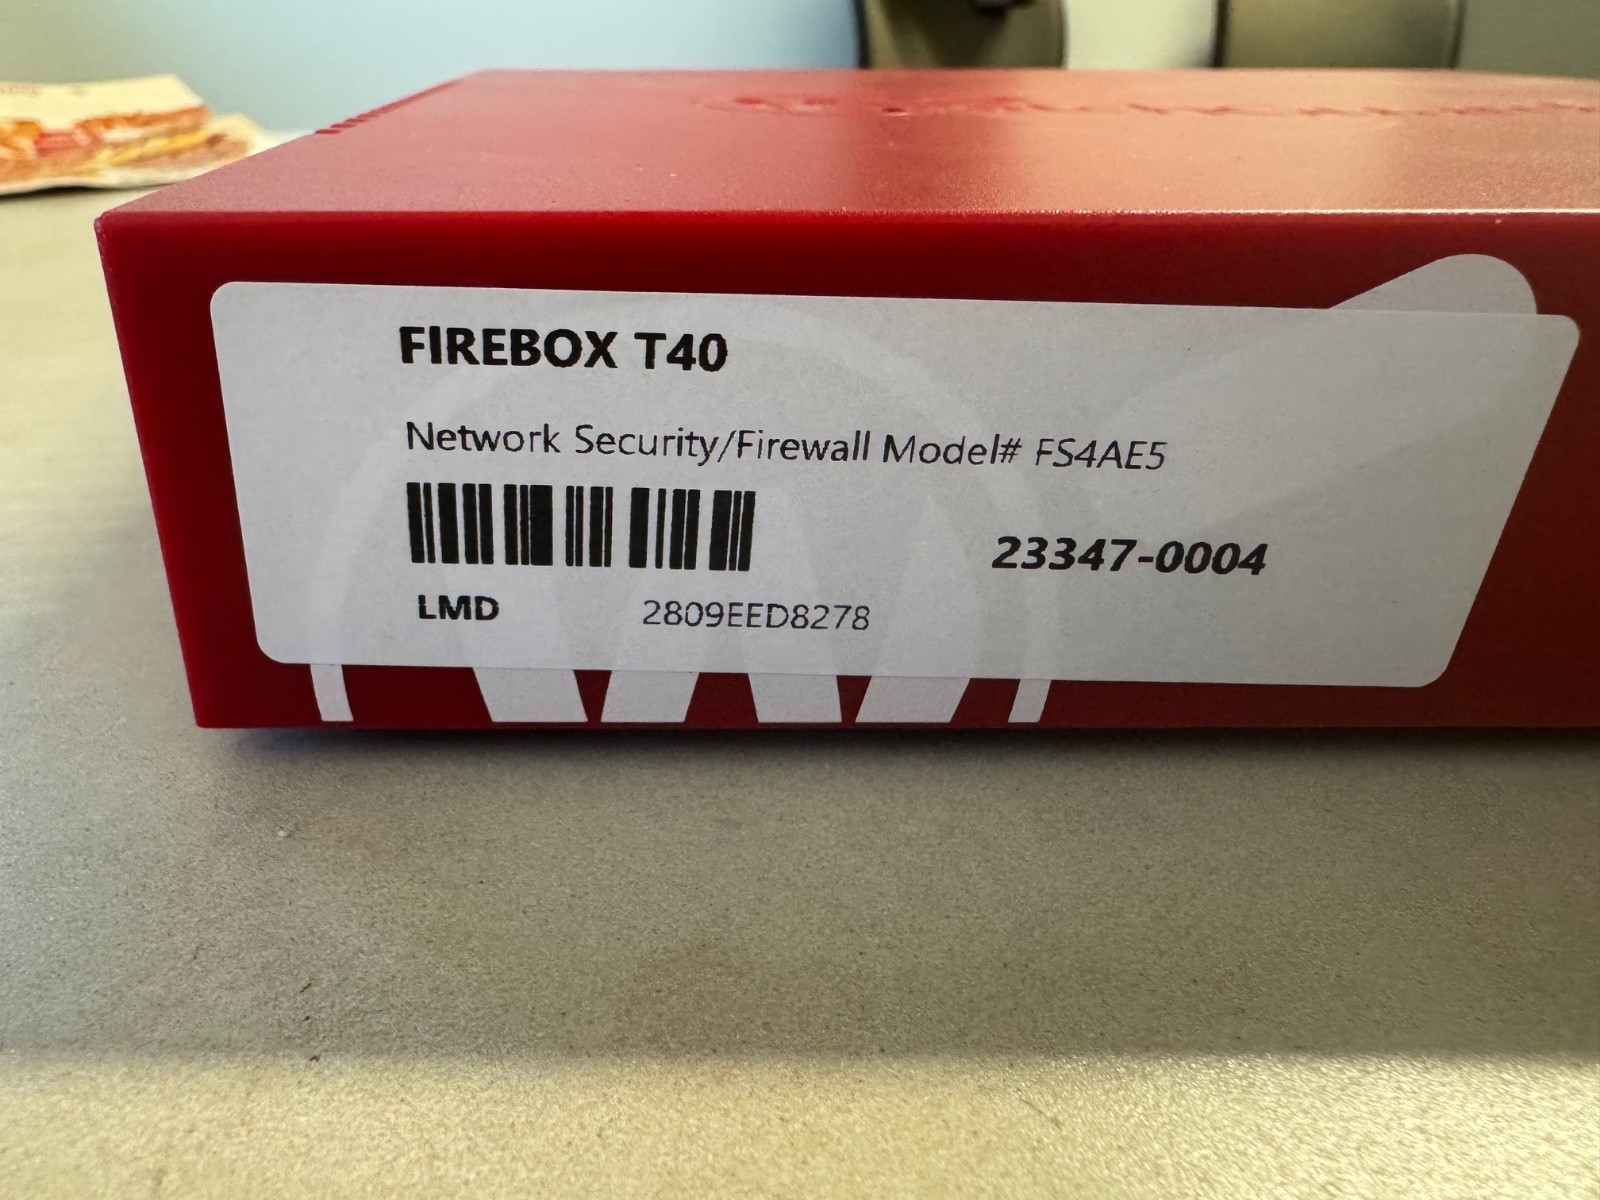 FIREBOX T40
Network Security/Firewall Model# FS4AE5
23347-0004
LMD 2809EED8278